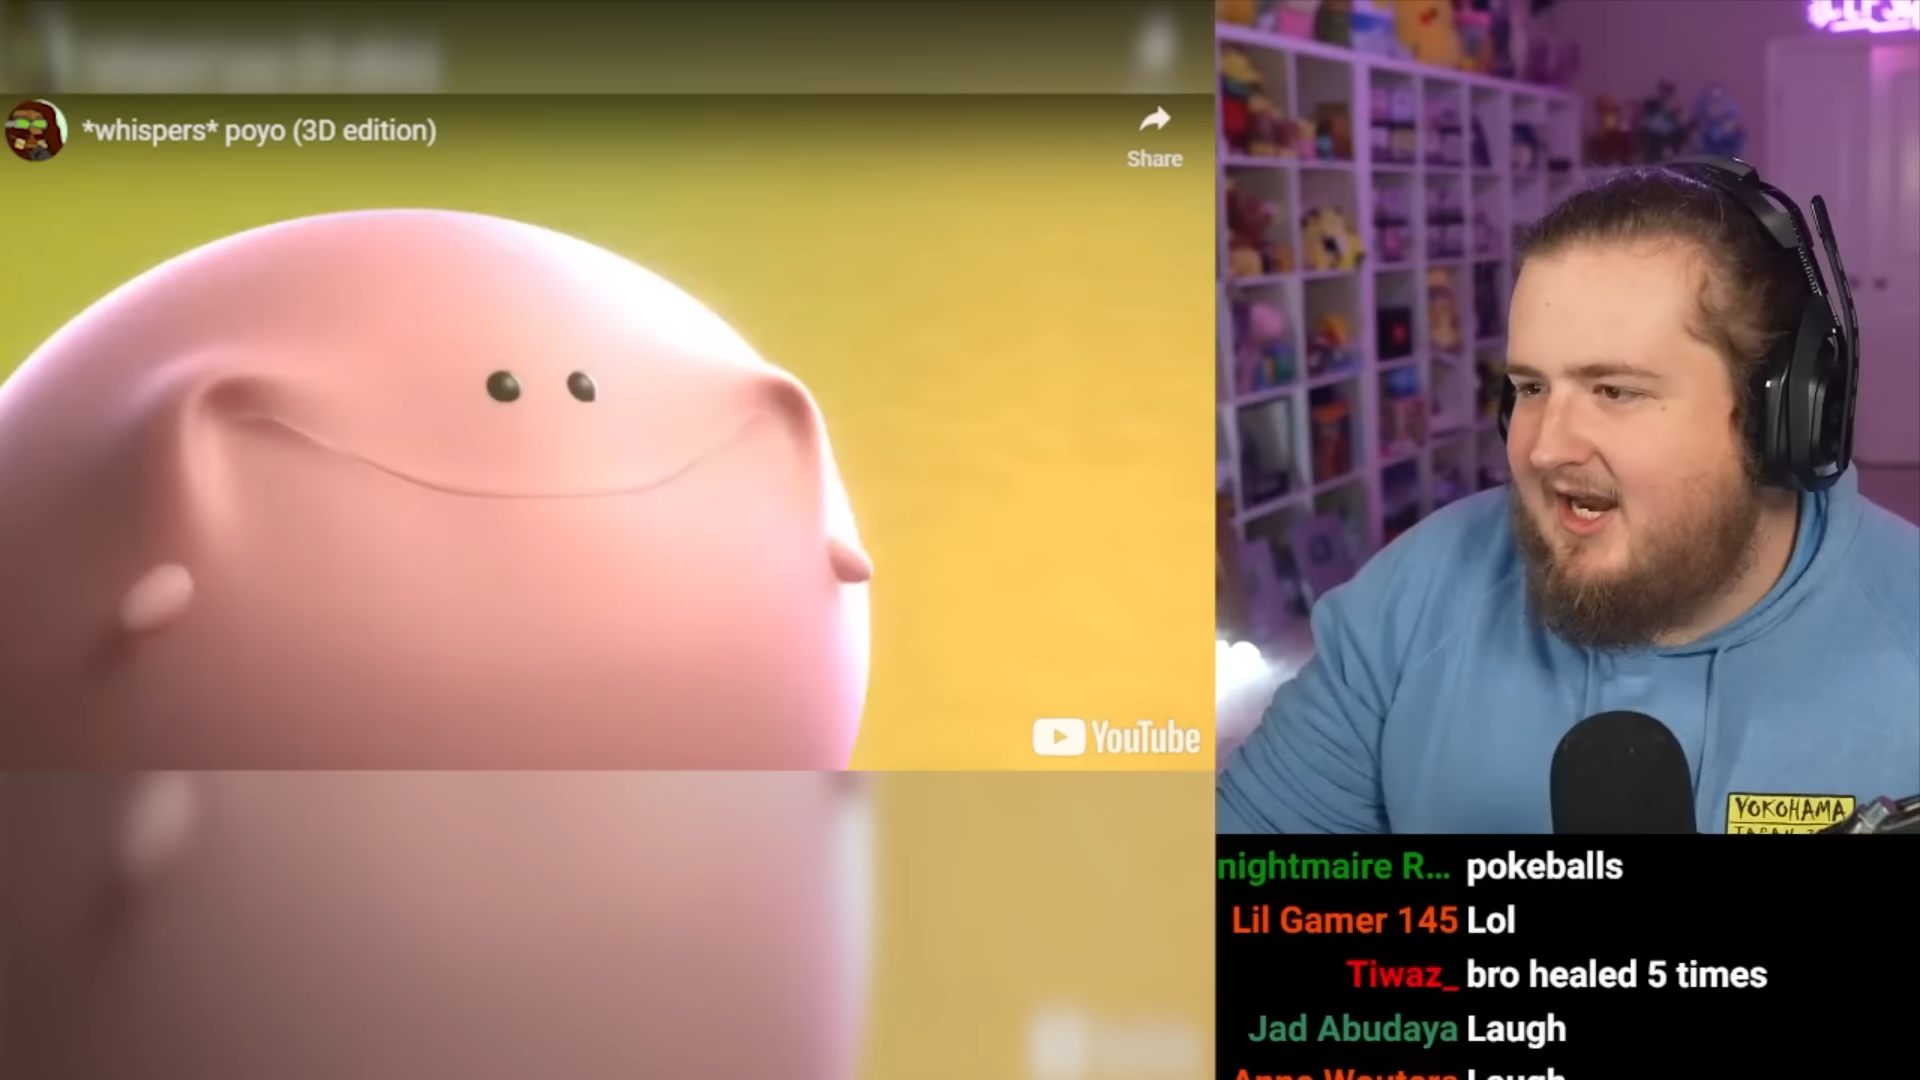 *whispers* poyo (3D edition)
Share
YouTube
YOKOHAMA
nightmaire R... pokeballs
Lil Gamer 145 Lol
Tiwaz_ bro healed 5 times
Jad Abudaya Laugh